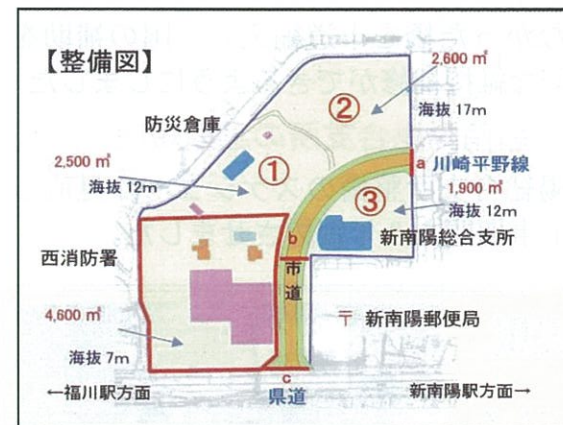 【整備図】
2,600 ㎡
②
海抜 17m
防災倉庫
a 川崎平野線
2,500 ㎡
①
1,900 ㎡
海抜 12m
③
海抜 12m
b
新南陽総合支所
西消防署
市道
4,600 ㎡
〒 新南陽郵便局
海抜 7m
c
←福川駅方面
県道
新南陽駅方面→